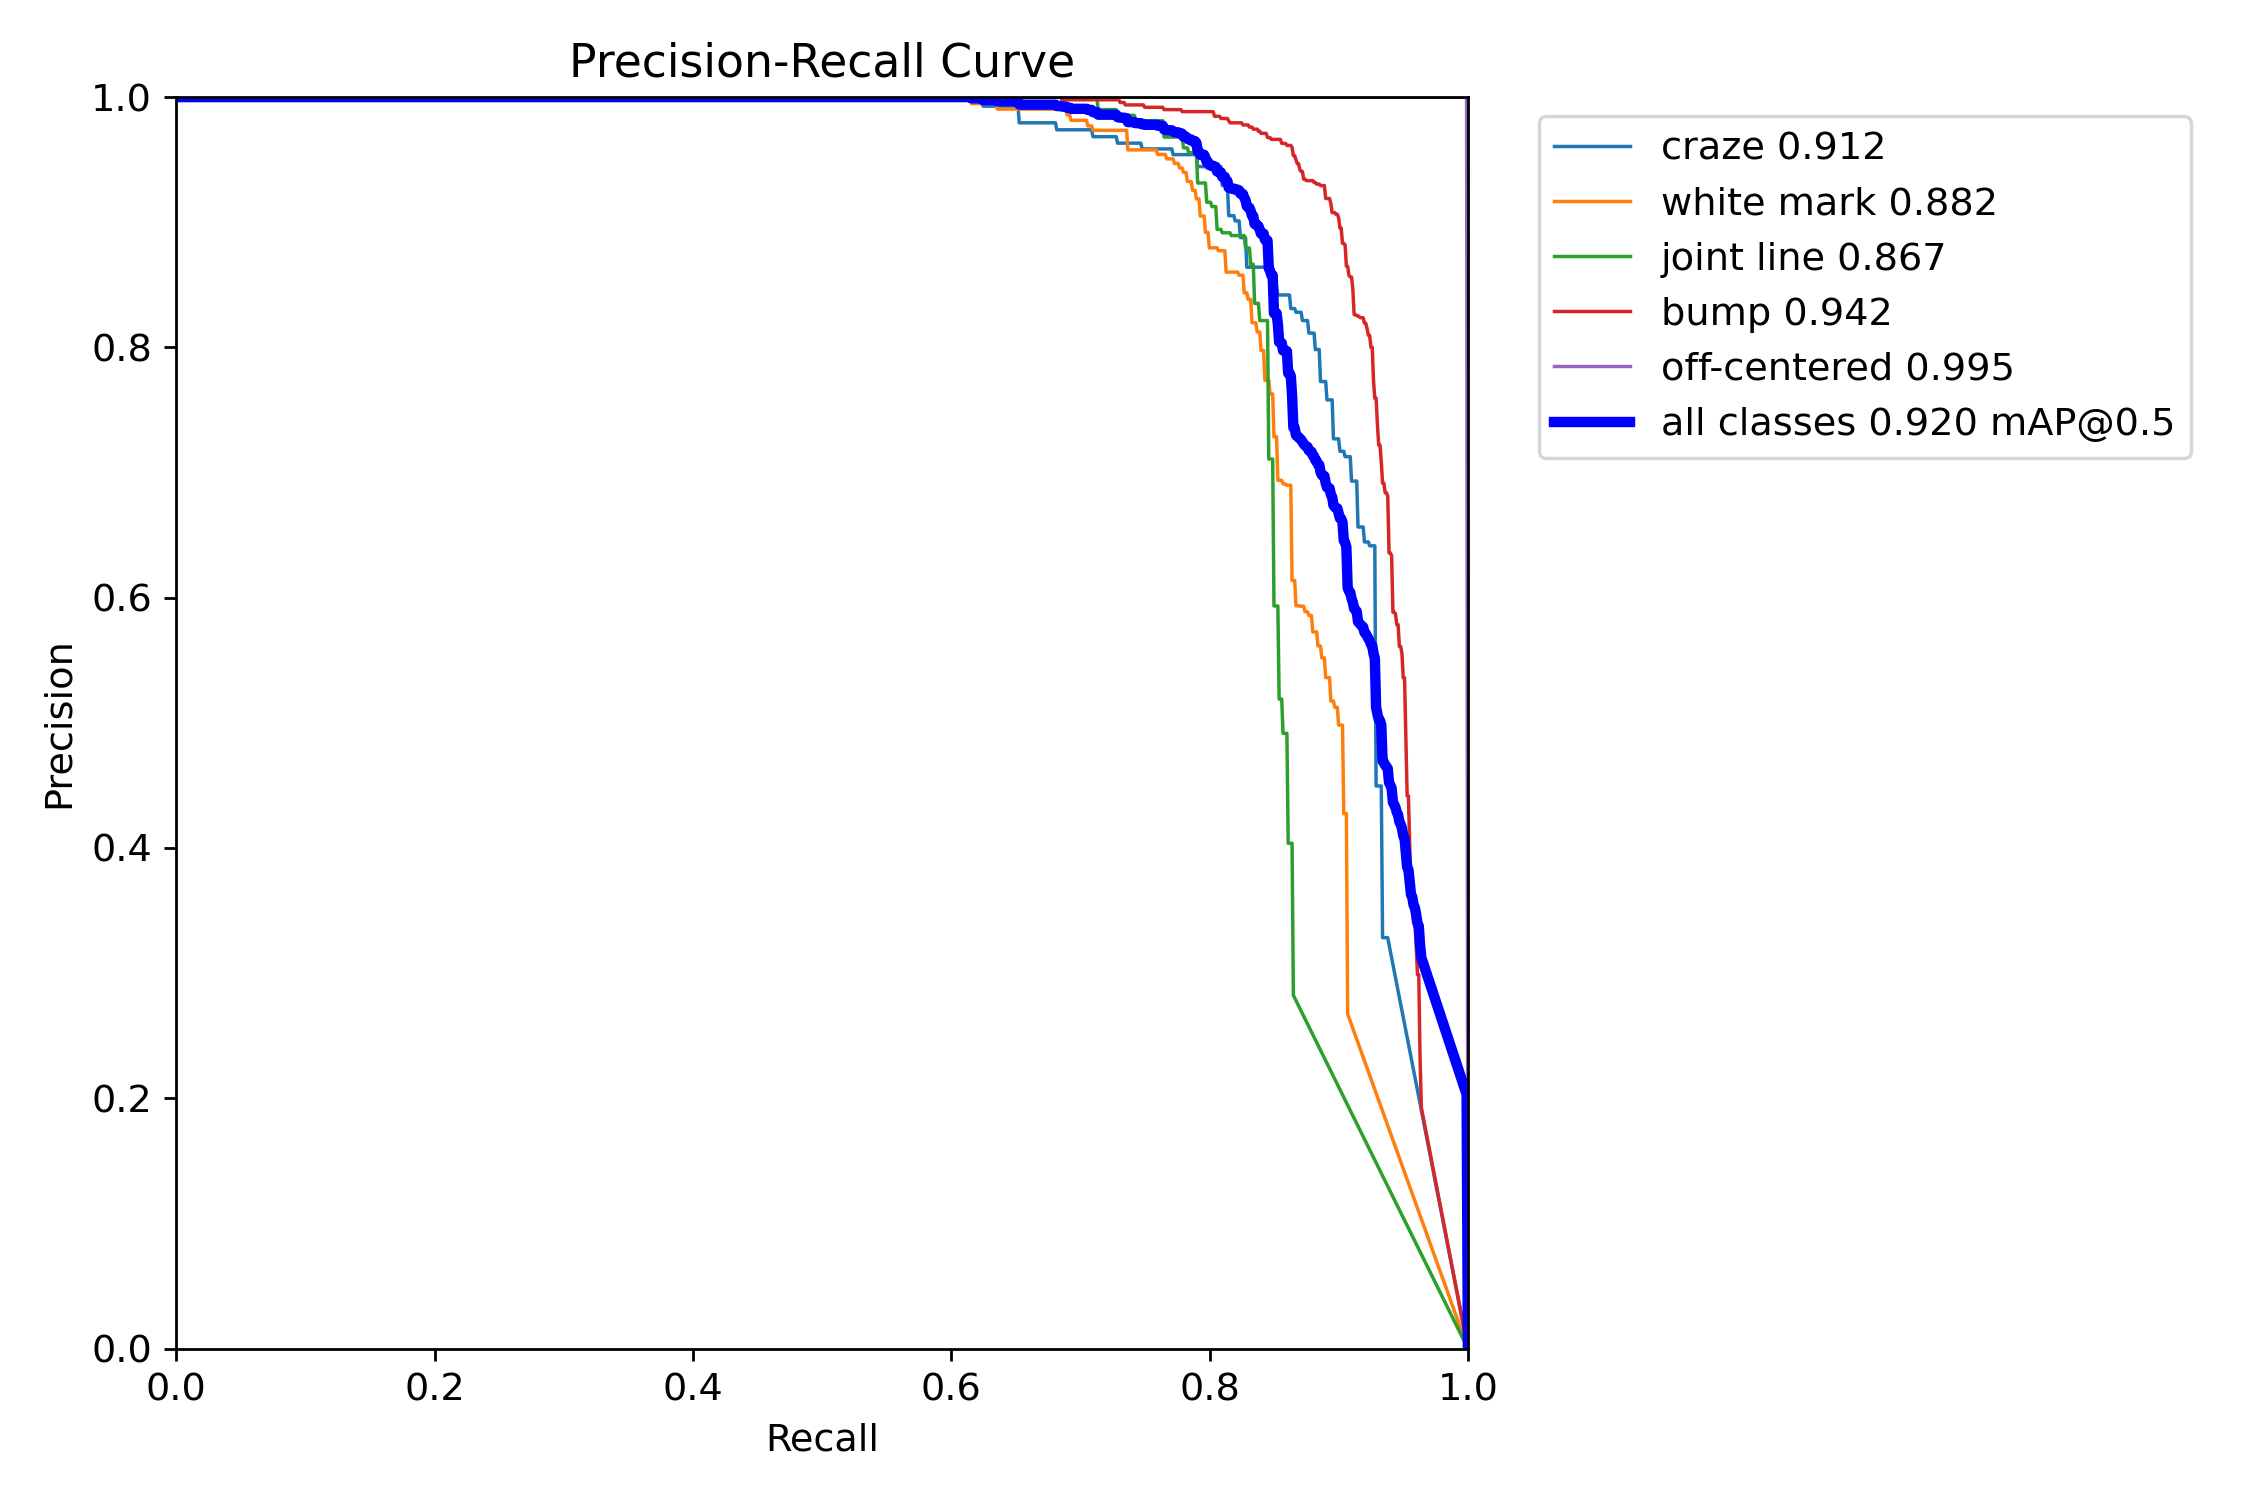 Precision-Recall Curve
1.0
0.8
0.6
0.4
0.2
0.0
Precision
0.0 0.2 0.4 0.6 0.8 1.0
Recall
craze 0.912
white mark 0.882
joint line 0.867
bump 0.942
off-centered 0.995
all classes 0.920 mAP@0.5